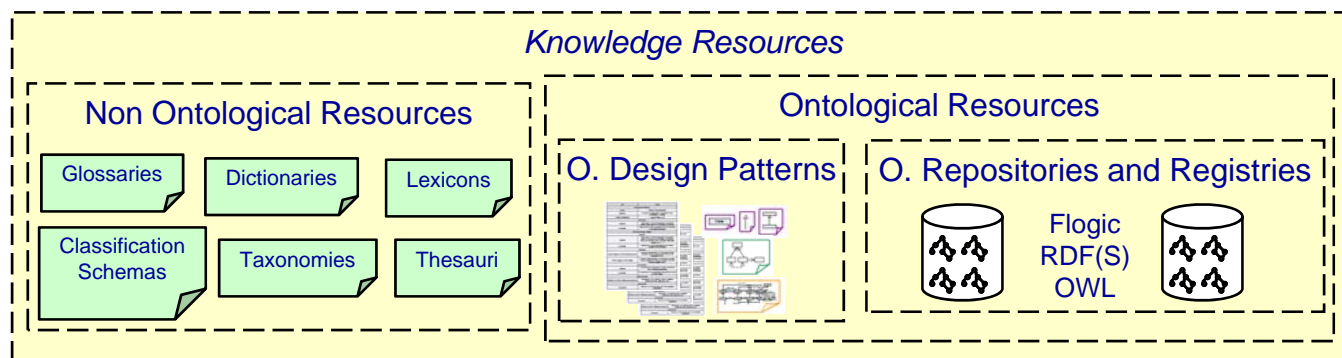 Knowledge Resources
Non Ontological Resources
Glossaries
Dictionaries
Lexicons
Classification
Schemas
Taxonomies
Thesauri
Ontological Resources
O. Design Patterns
O. Repositories and Registries
Flogic
RDF(S)
OWL